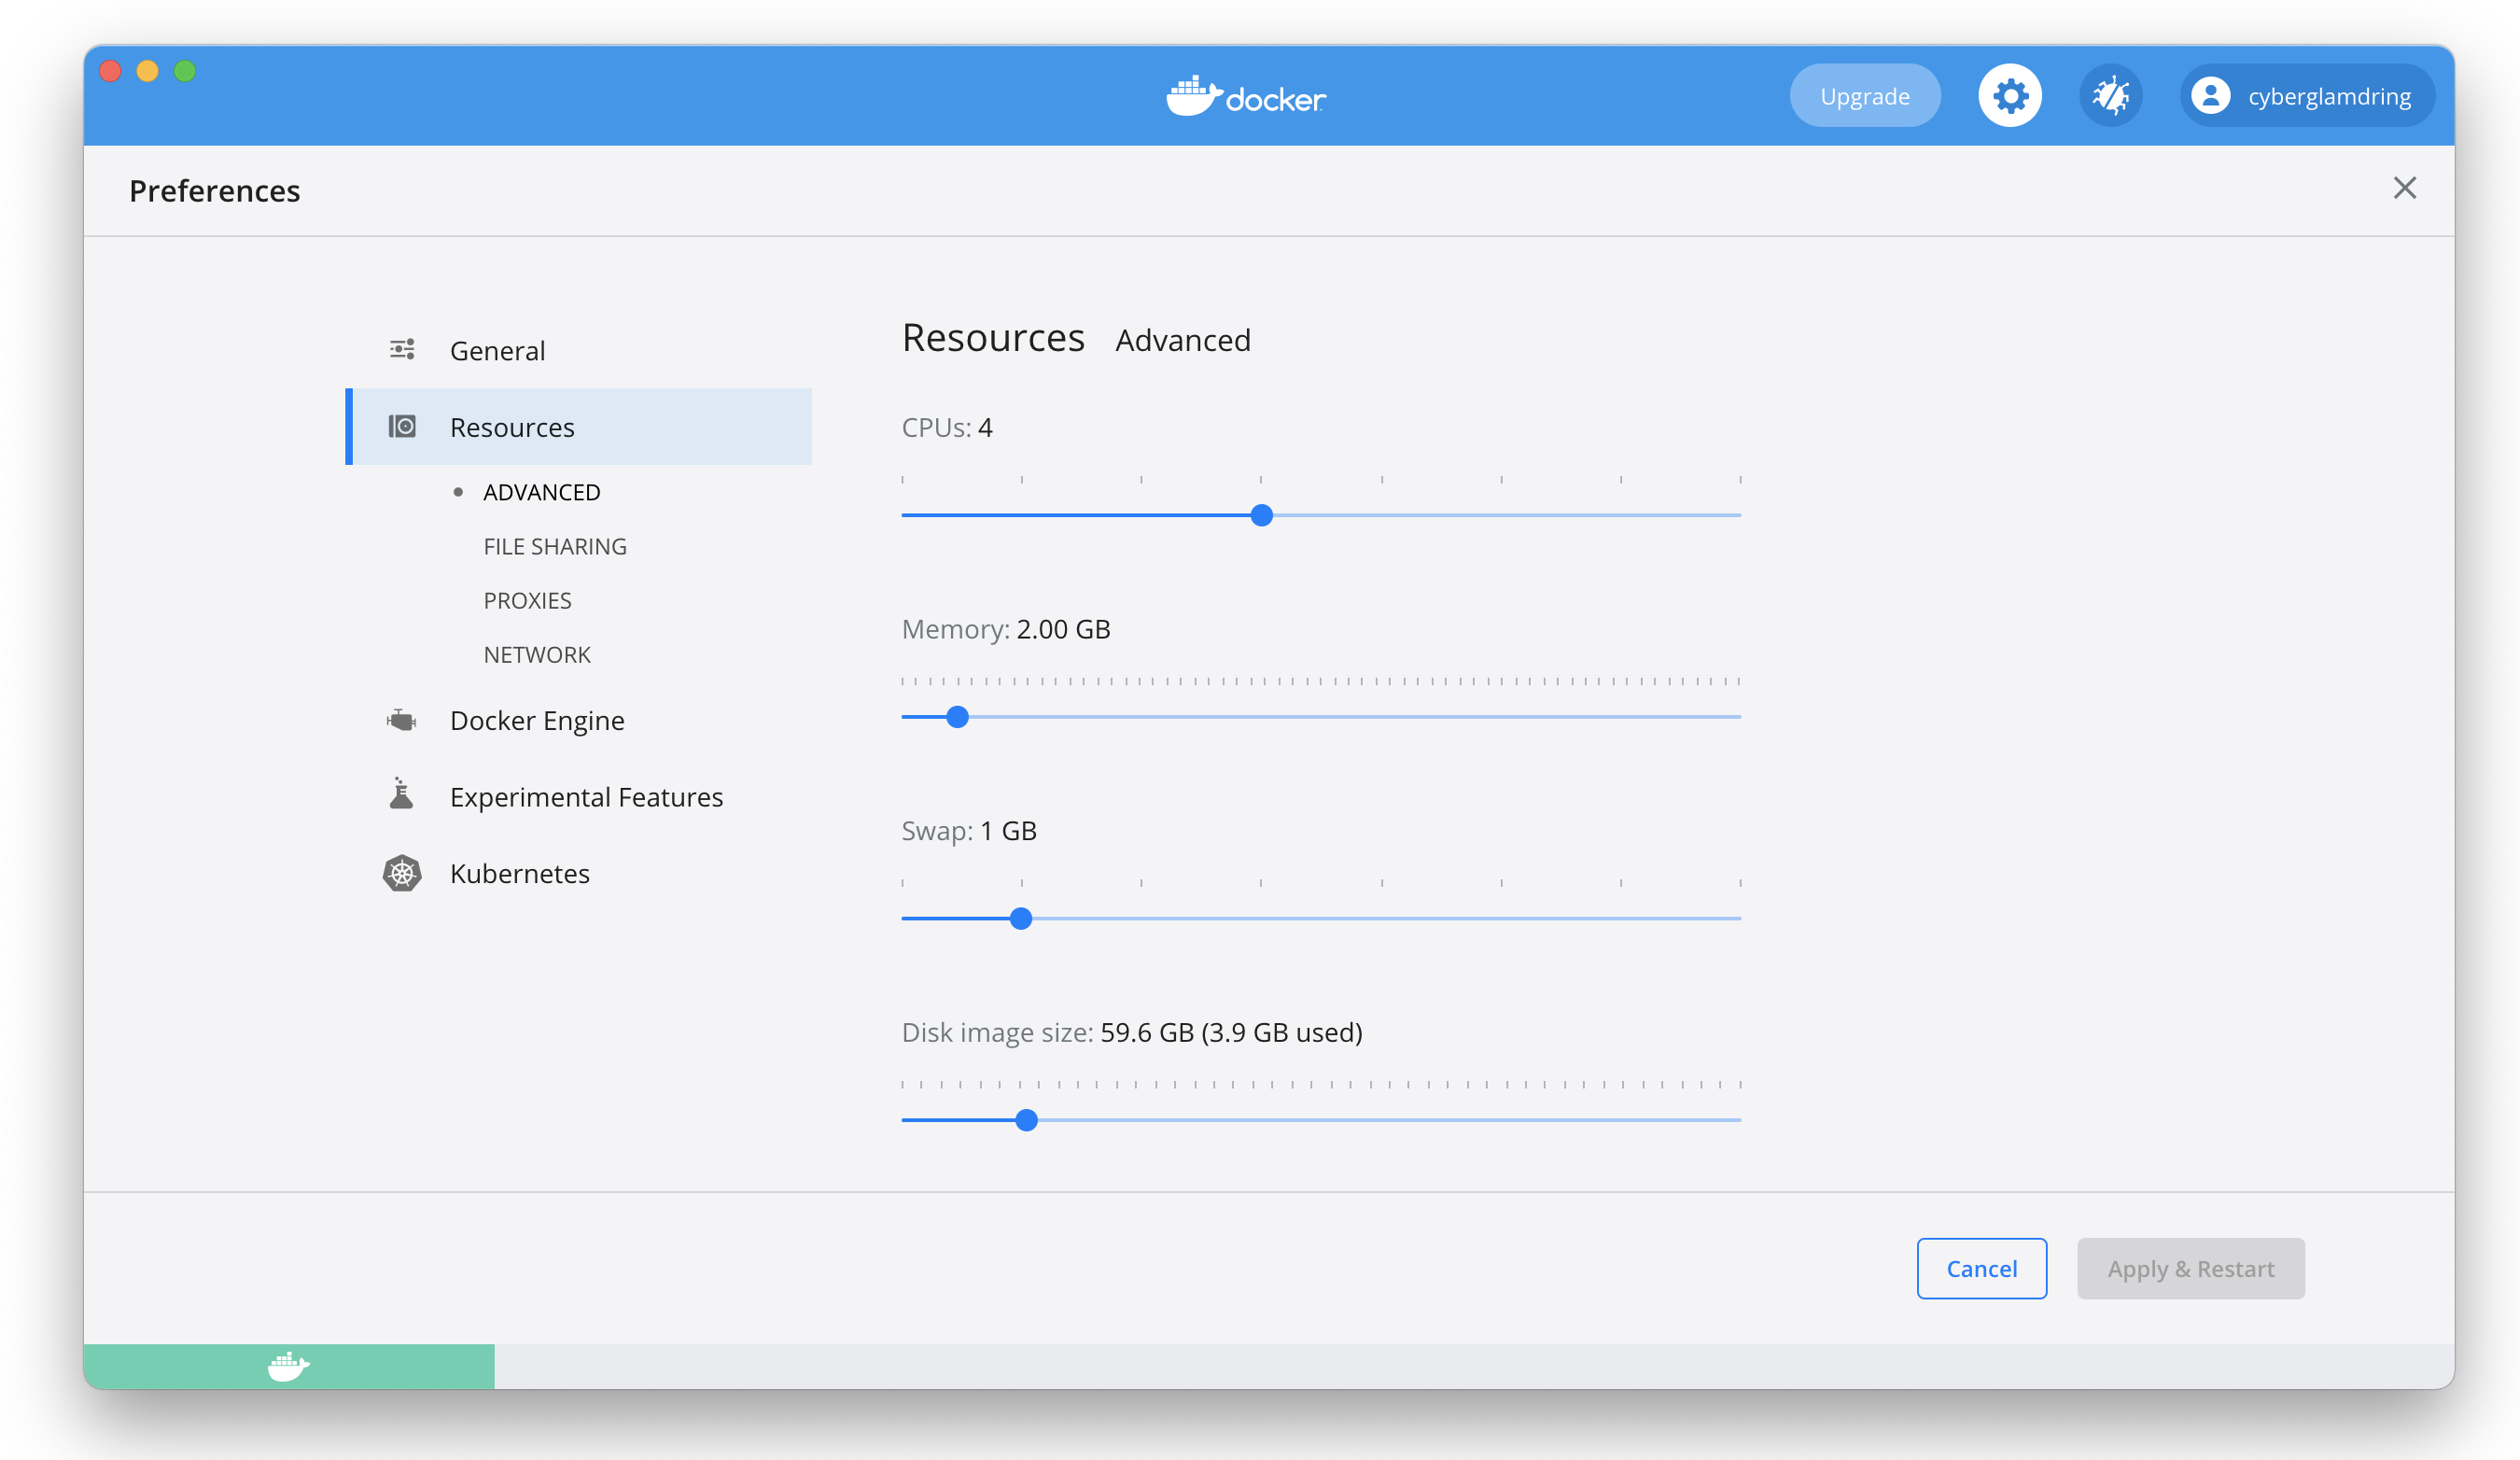 docker
Upgrade
cyberglamdring
Preferences
General
Resources
ADVANCED
FILE SHARING
PROXIES
NETWORK
Docker Engine
Experimental Features
Kubernetes
Resources Advanced
CPUs: 4
Memory: 2.00 GB
Swap: 1 GB
Disk image size: 59.6 GB (3.9 GB used)
Cancel
Apply & Restart